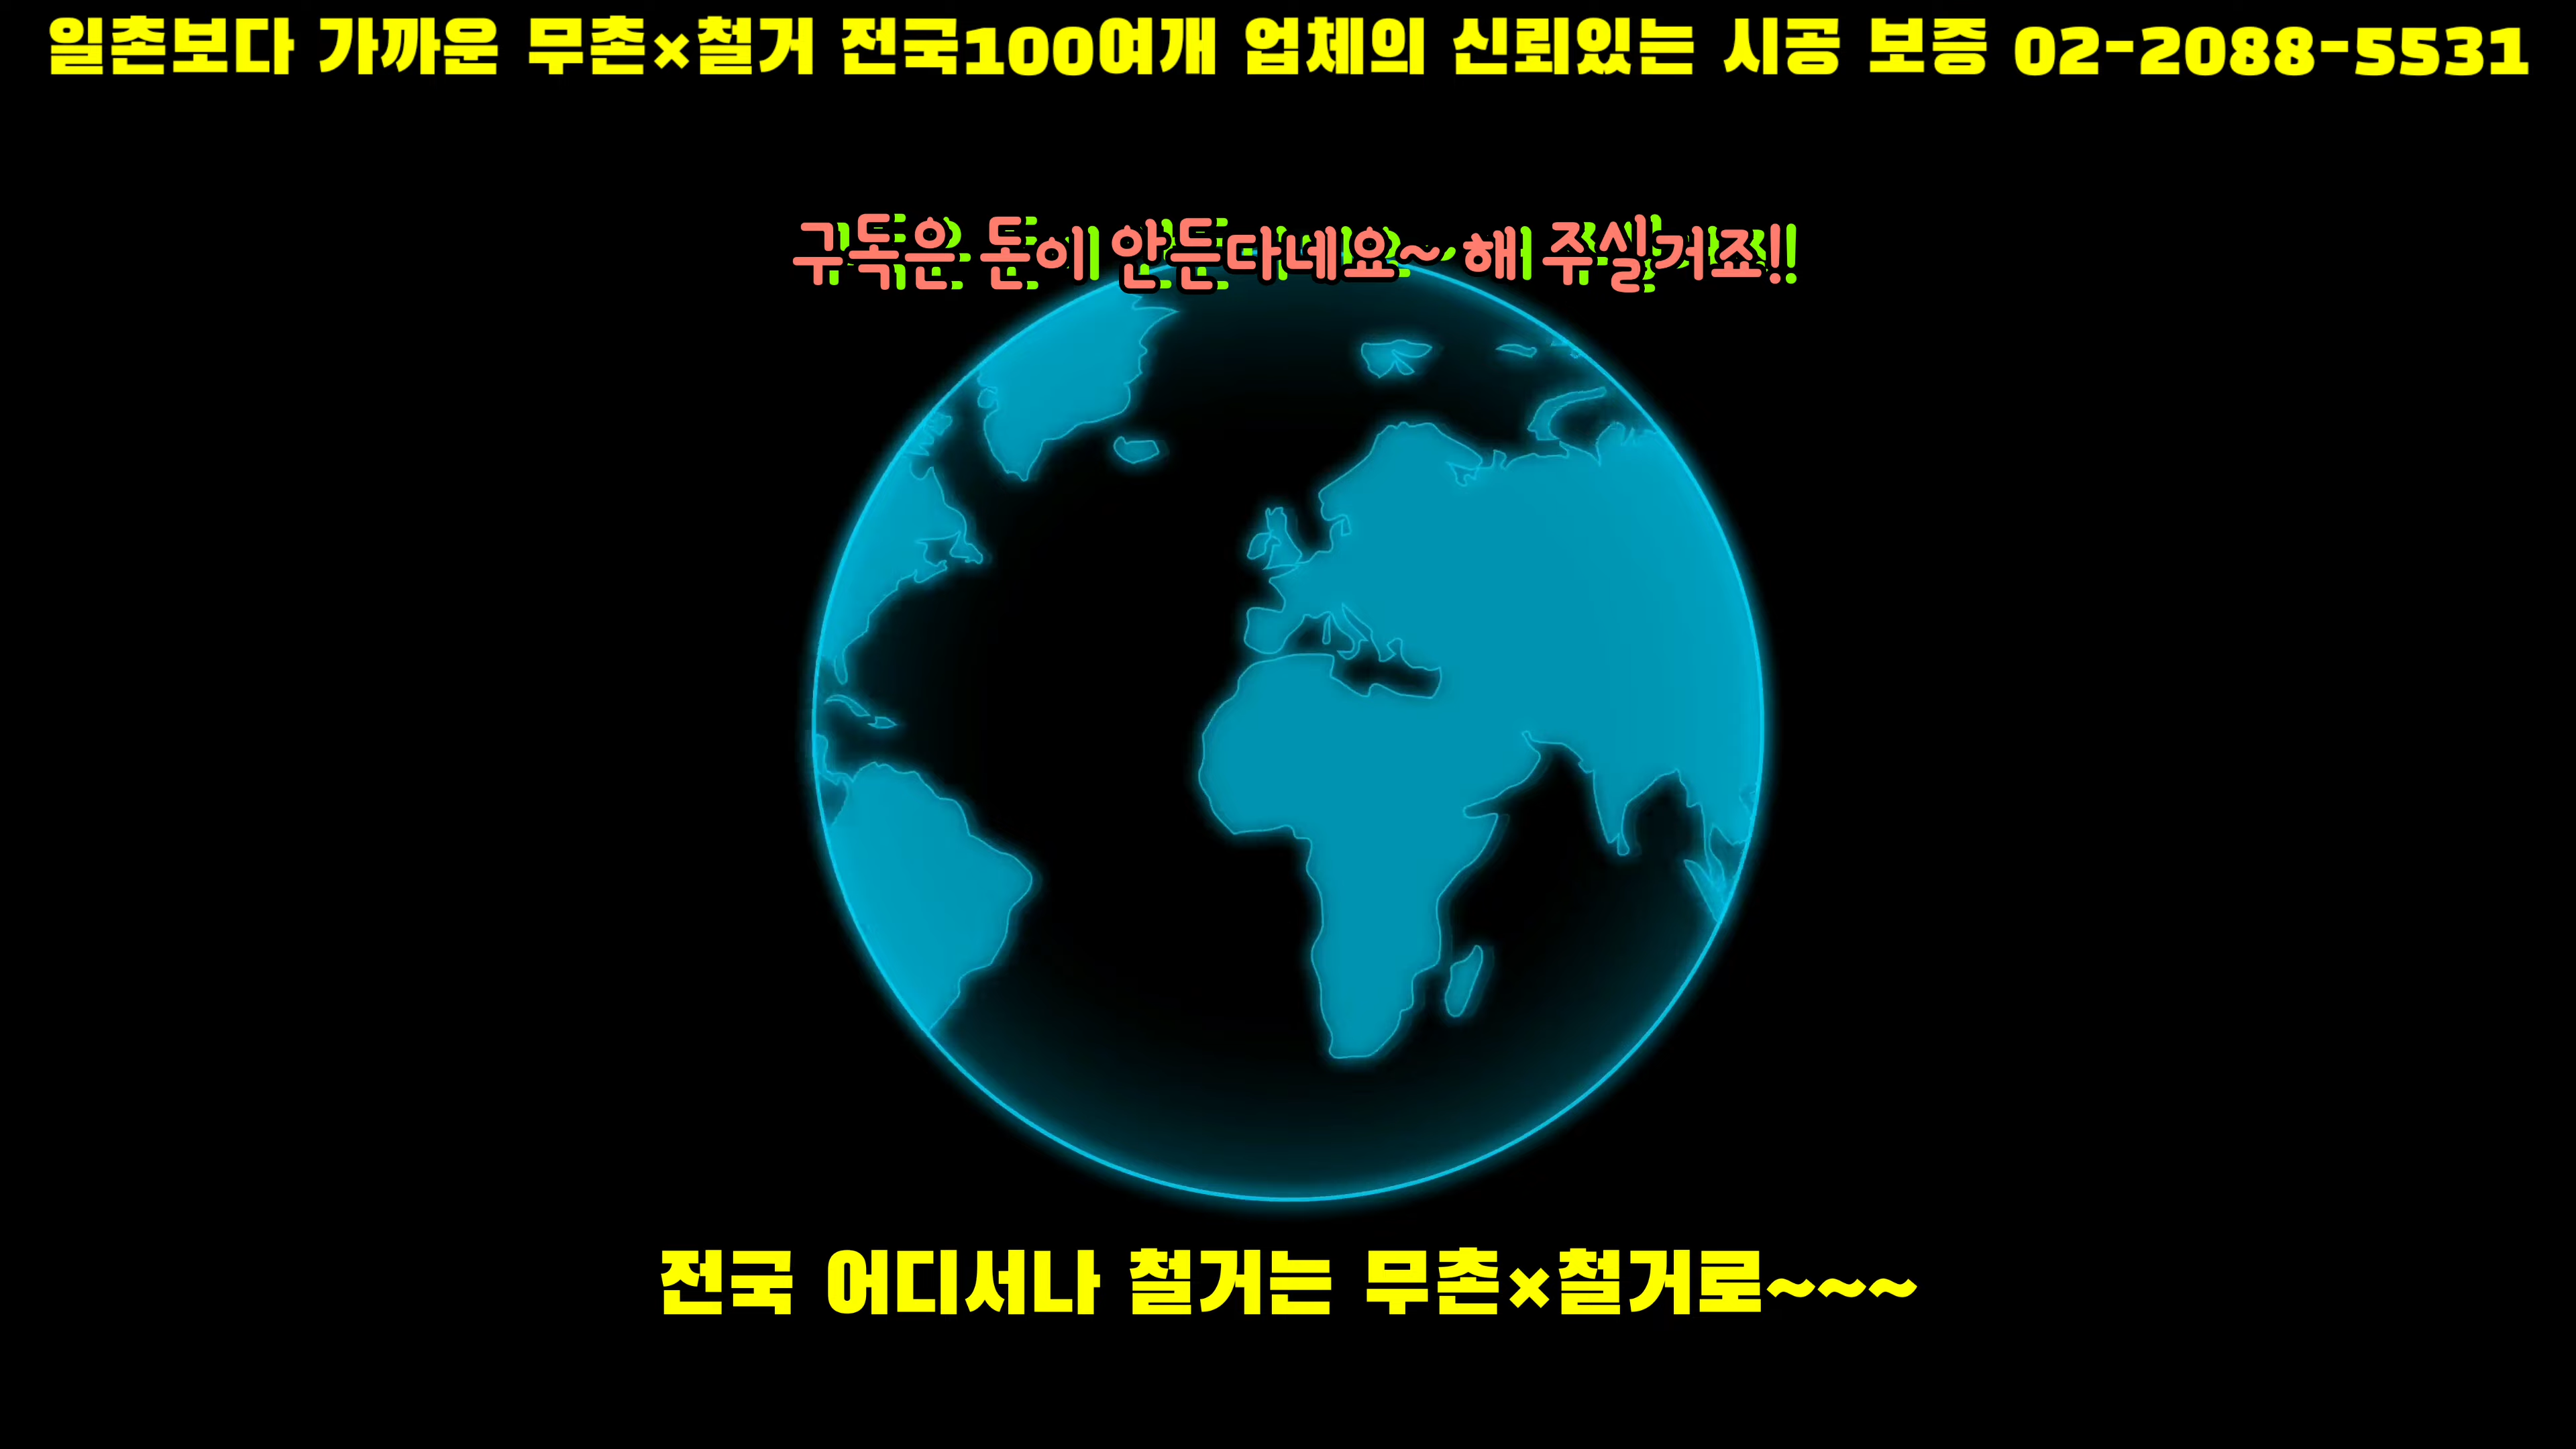 일촌보다 가까운 무촌×철거 전국100여개 업체의 신뢰있는 시공 보증 02-2088-5531
구독은 돈이 안든다네요~ 해 주실거죠!!
전국 어디서나 철거는 무촌×철거로~~~